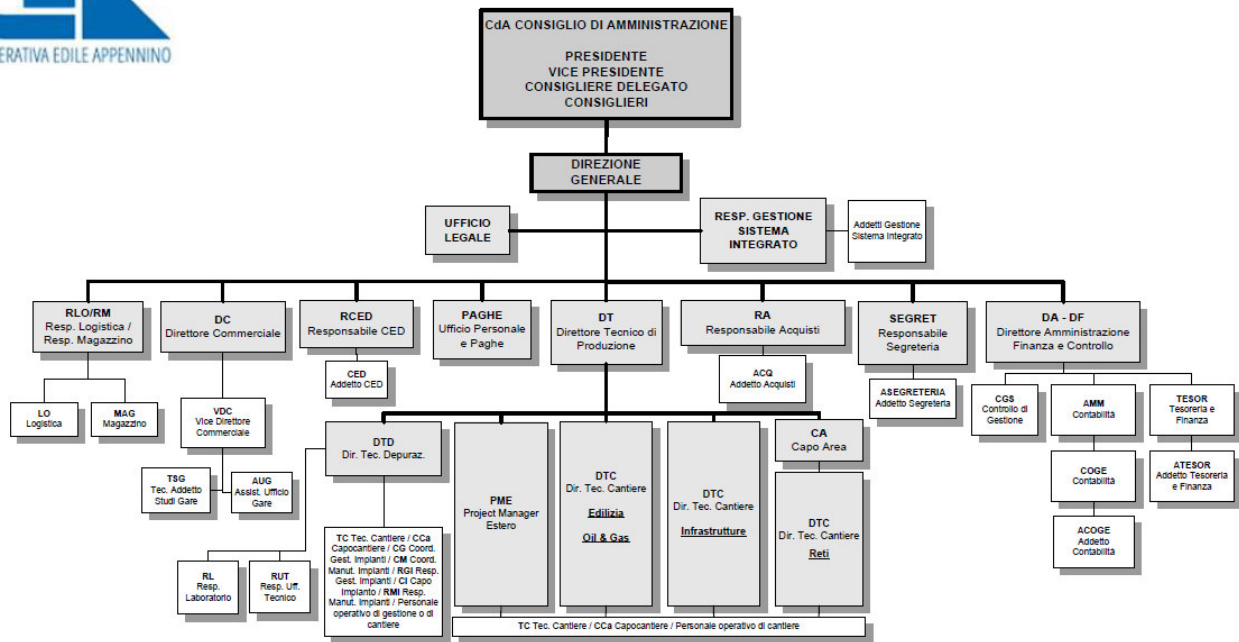 ERATIVA EDILE APPENNINO
CdA CONSIGLIO DI AMMINISTRAZIONE
PRESIDENTE
VICE PRESIDENTE
CONSIGLIERE DELEGATO
CONSIGLIERI
DIREZIONE
GENERALE
UFFICIO
LEGALE
RESP. GESTIONE
SISTEMA
INTEGRATO
Addetti Gestione
Sistema Integrato
RLO/RM
Resp. Logistica /
Resp. Magazzino
DC
Direttore Commerciale
RCED
Responsabile CED
PAGHE
Ufficio Personale
e Paghe
DT
Direttore Tecnico di
Produzione
RA
Responsabile Acquisti
SEGRET
Responsabile
Segreteria
DA - DF
Direttore Amministrazione
Finanza e Controllo
LO
Logistica
MAG
Magazzino
VDC
Vice Direttore
Commerciale
CED
Addetto CED
ACQ
Addetto Acquisti
ASEGRETERIA
Addetto Segreteria
CGS
Controllo di
Gestione
AMM
Contabilità
TESOR
Tesoreria e
Finanza
TSG
Tec. Addetto
Studi Gare
AUG
Assist. Ufficio
Gare
DTD
Dir. Tec. Depuraz.
PME
Project Manager
Estero
DTC
Dir. Tec. Cantiere
Edilizia
Oil & Gas
DTC
Dir. Tec. Cantiere
Infrastrutture
CA
Capo Area
DTC
Dir. Tec. Cantiere
Reti
COGE
Contabilità
ATESOR
Addetto Tesoreria
e Finanza
ACOGE
Addetto
Contabilità
RL
Resp.
Laboratorio
RUT
Resp. Uff.
Tecnico
TC Tec. Cantiere / CCa
Capocantiere / CG Coord.
Gest. Impianti / CM Coord.
Manut. Impianti / RGI Resp.
Gest. Impianti / CI Capo
Impianto / RMI Resp.
Manut. Impianti / Personale
operativo di gestione o di
cantiere
TC Tec. Cantiere / CCa Capocantiere / Personale operativo di cantiere